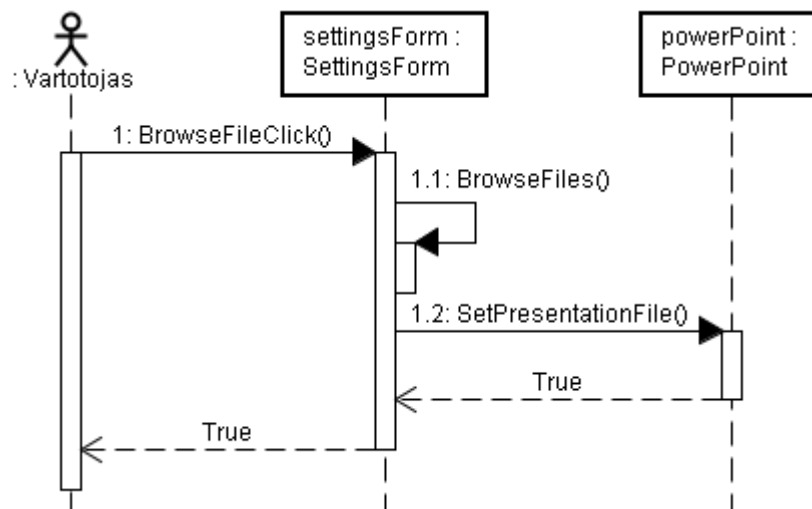 settingsForm :
SettingsForm
powerPoint :
PowerPoint
: Vartotojas
1: BrowseFileClick()
1.1: BrowseFiles()
1.2: SetPresentationFile()
True
True